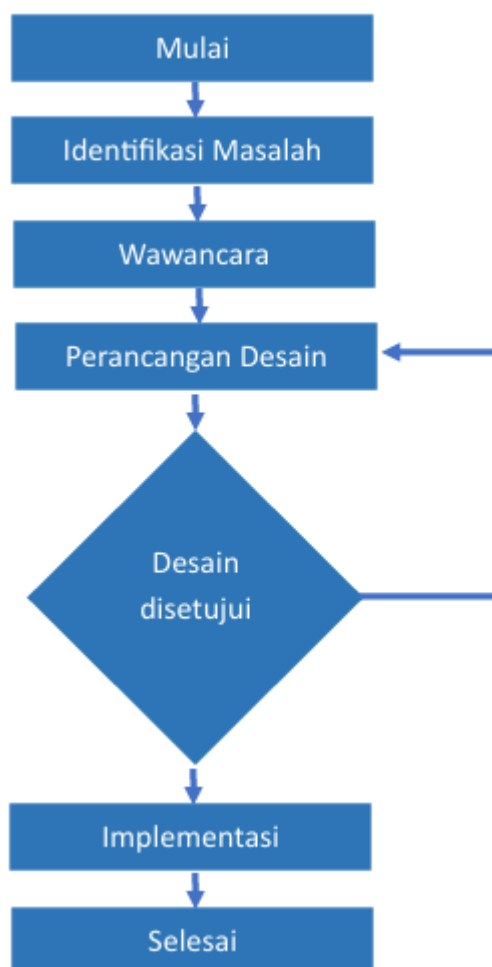 Mulai
Identifikasi Masalah
Wawancara
Perancangan Desain
Desain
disetujui
Implementasi
Selesai